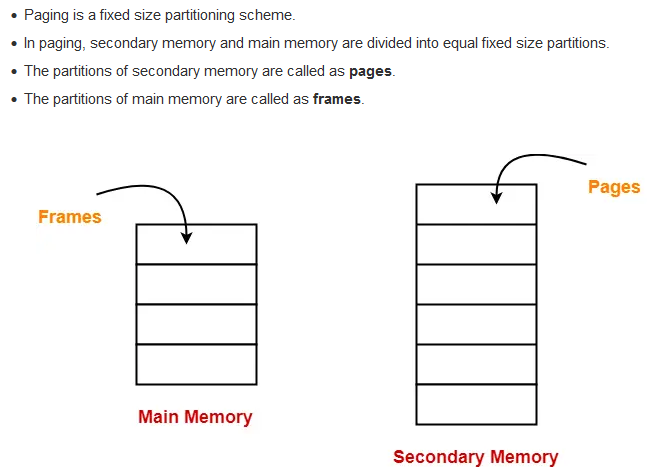 • Paging is a fixed size partitioning scheme.
• In paging, secondary memory and main memory are divided into equal fixed size partitions.
• The partitions of secondary memory are called as pages.
• The partitions of main memory are called as frames.
Pages
Frames
Main Memory
Secondary Memory